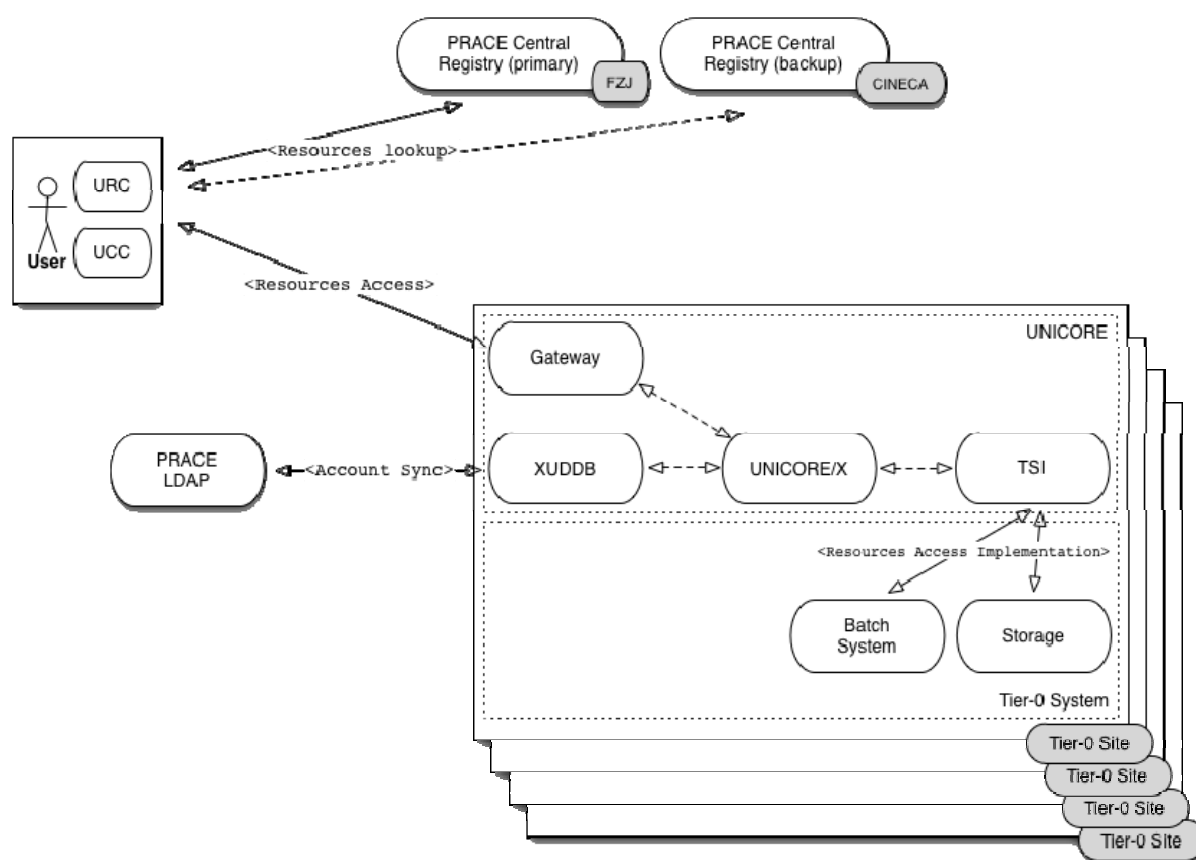 PRACE Central
Registry (primary)
FZJ
PRACE Central
Registry (backup)
CINECA
<Resources lookup>
URC
UCC
User
<Resources Access>
UNICORE
Gateway
PRACE
LDAP
<Account Sync>
XUDDB
UNICORE/X
TSI
<Resources Access Implementation>
Batch
System
Storage
Tier-0 System
Tier-0 Site
Tier-0 Site
Tier-0 Site
Tier-0 Site